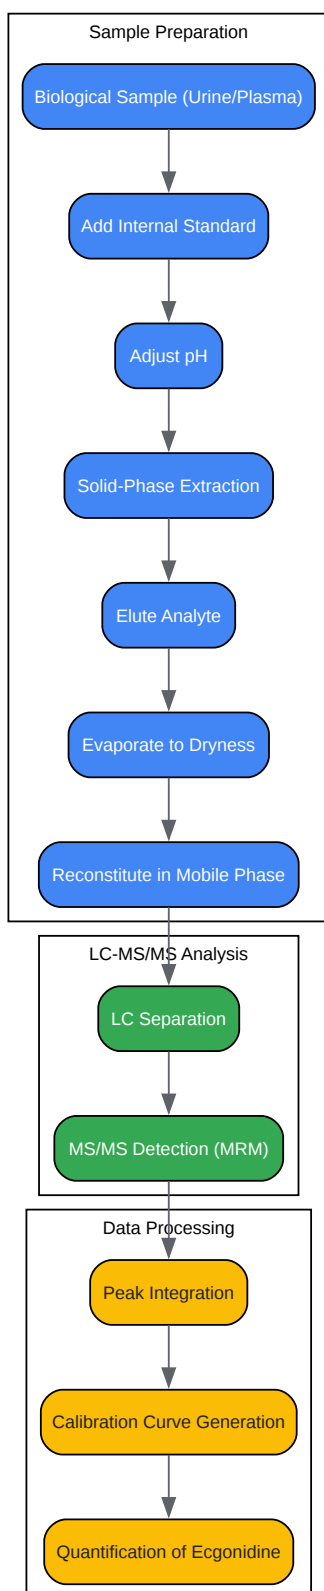 Sample Preparation
Biological Sample (Urine/Plasma)
Add Internal Standard
Adjust pH
Solid-Phase Extraction
Elute Analyte
Evaporate to Dryness
Reconstitute in Mobile Phase
LC-MS/MS Analysis
LC Separation
MS/MS Detection (MRM)
Data Processing
Peak Integration
Calibration Curve Generation
Quantification of Ecgonidine